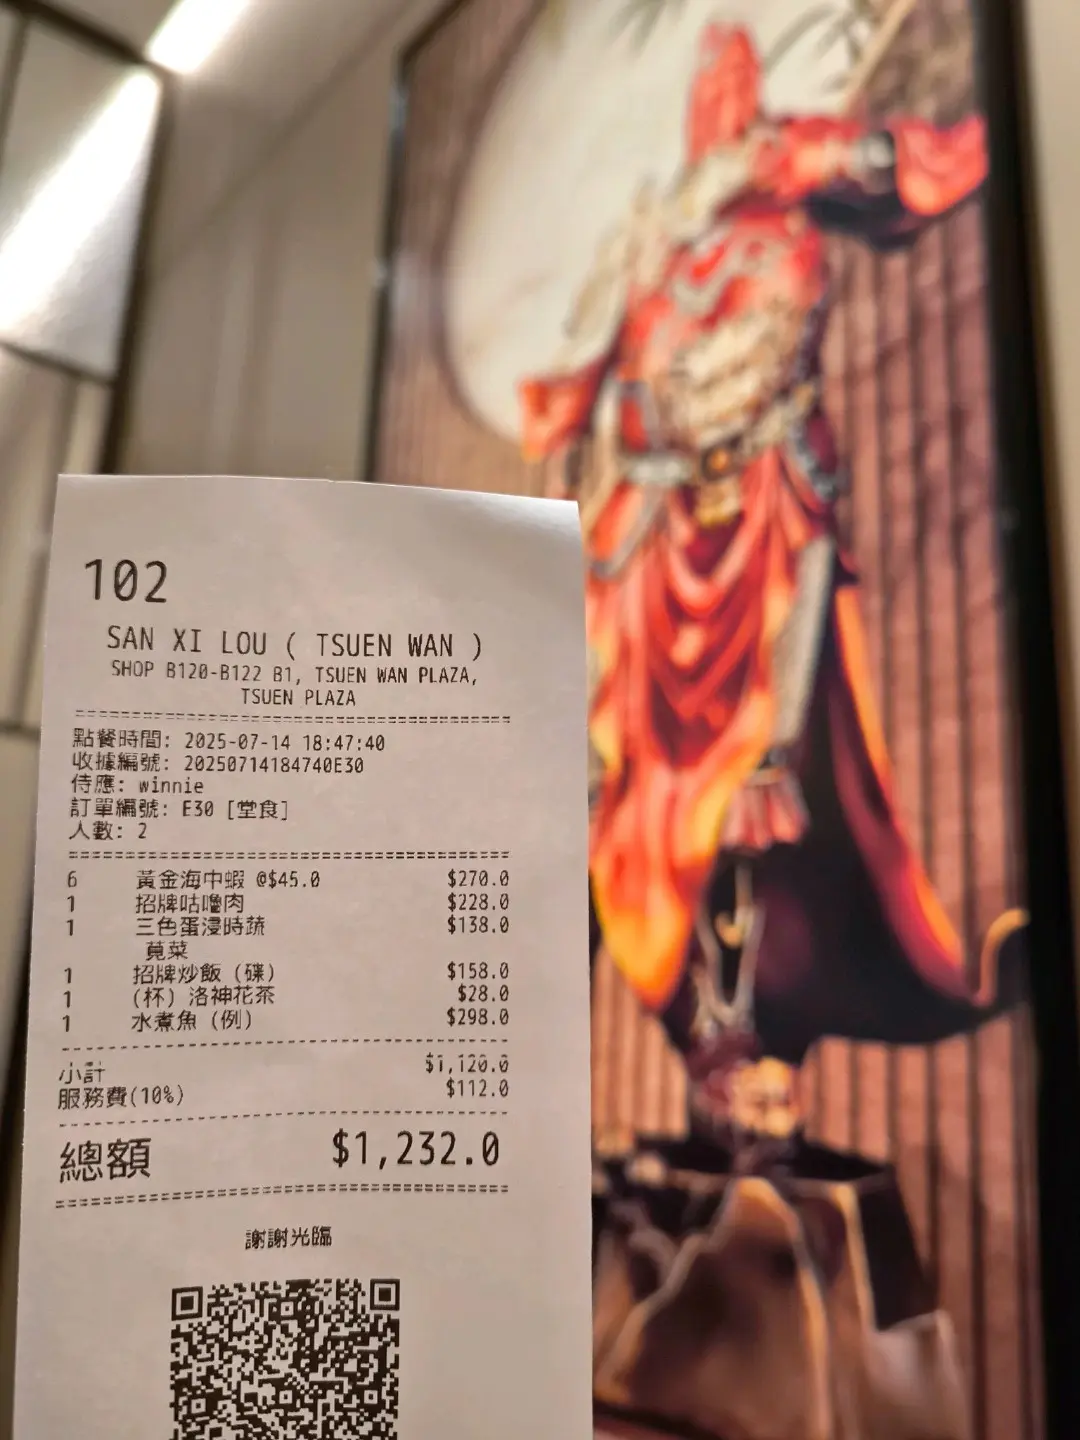 102
SAN XI LOU ( TSUEN WAN )
SHOP B120-B122 B1, TSUEN WAN PLAZA,
TSUEN PLAZA
點餐時間: 2025-07-14 18:47:40
收據編號: 20250714184740E30
侍應: winnie
訂單編號: E30 [堂食]
人數: 2
6 黃金海中蝦 @$45.0 $270.0
1 招牌咕嚕肉 $228.0
1 三色蛋浸時蔬 $138.0
莧菜
1 招牌炒飯 (碟) $158.0
1 (杯) 洛神花茶 $28.0
1 水煮魚 (例) $298.0
小計 $1,120.0
服務費(10%) $112.0
總額 $1,232.0
謝謝光臨